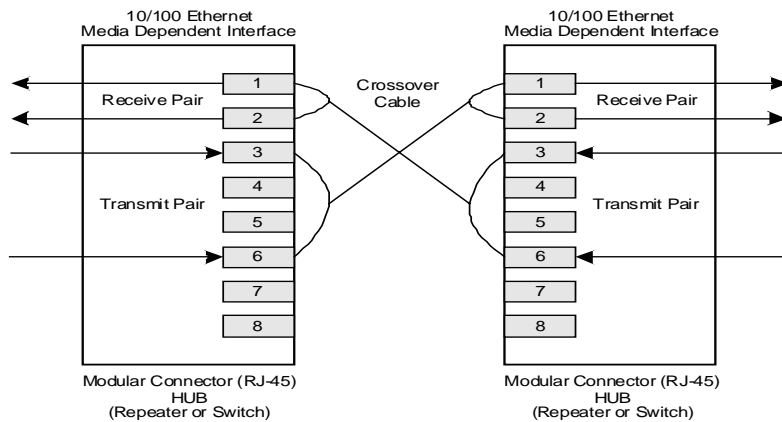 10/100 Ethernet
Media Dependent Interface
10/100 Ethernet
Media Dependent Interface
1
Receive Pair
2
3
4
Transmit Pair
5
6
7
8
Crossover
Cable
1
Receive Pair
2
3
4
Transmit Pair
5
6
7
8
Modular Connector (RJ-45)
HUB
(Repeater or Switch)
Modular Connector (RJ-45)
HUB
(Repeater or Switch)